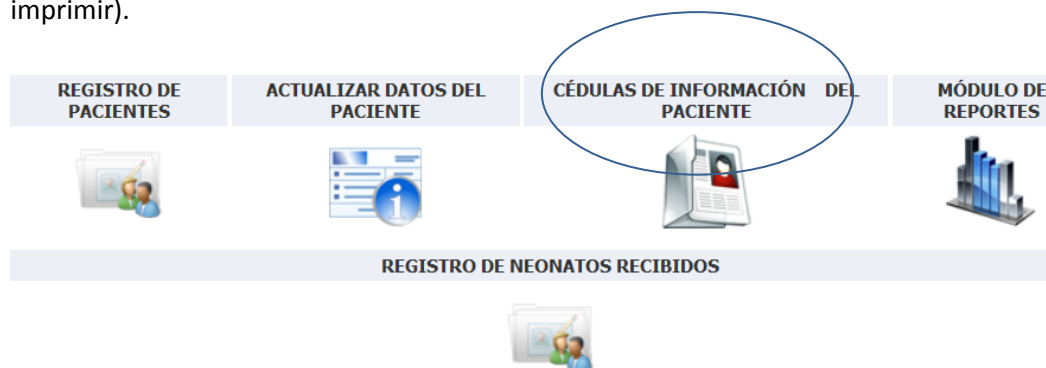 imprimir).
REGISTRO DE ACTUALIZAR DATOS DEL CÉDULAS DE INFORMACIÓN DEL MÓDULO DE
PACIENTES PACIENTE PACIENTE REPORTES
REGISTRO DE NEONATOS RECIBIDOS